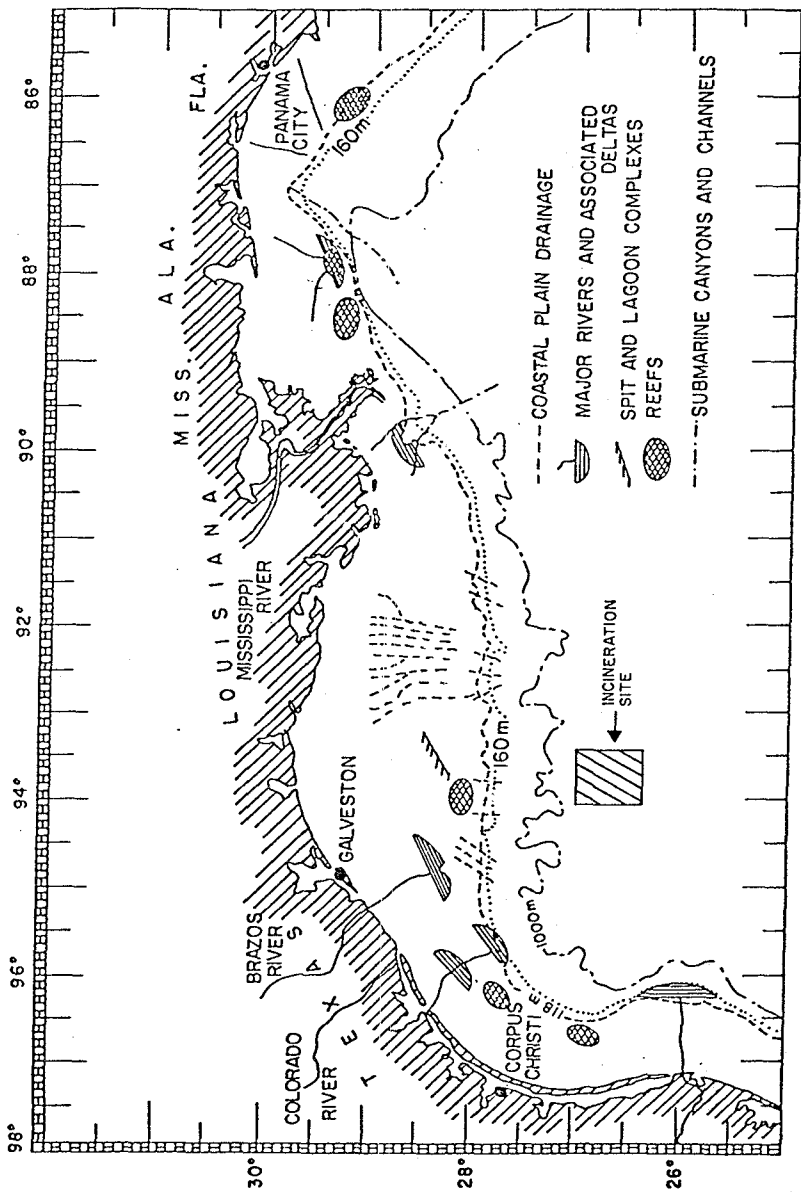 98°
96°
94°
92°
90°
88°
86°
30°
28°
26°
TEXAS
LOUISIANA
MISS.
ALA.
FLA.
COLORADO
RIVER
BRAZOS
RIVER
GALVESTON
CORPUS
CHRISTI
MISSISSIPPI
RIVER
PANAMA
CITY
118m
160m
160m
1000m
INCINERATION
SITE
COASTAL PLAIN DRAINAGE
MAJOR RIVERS AND ASSOCIATED
DELTAS
SPIT AND LAGOON COMPLEXES
REEFS
SUBMARINE CANYONS AND CHANNELS